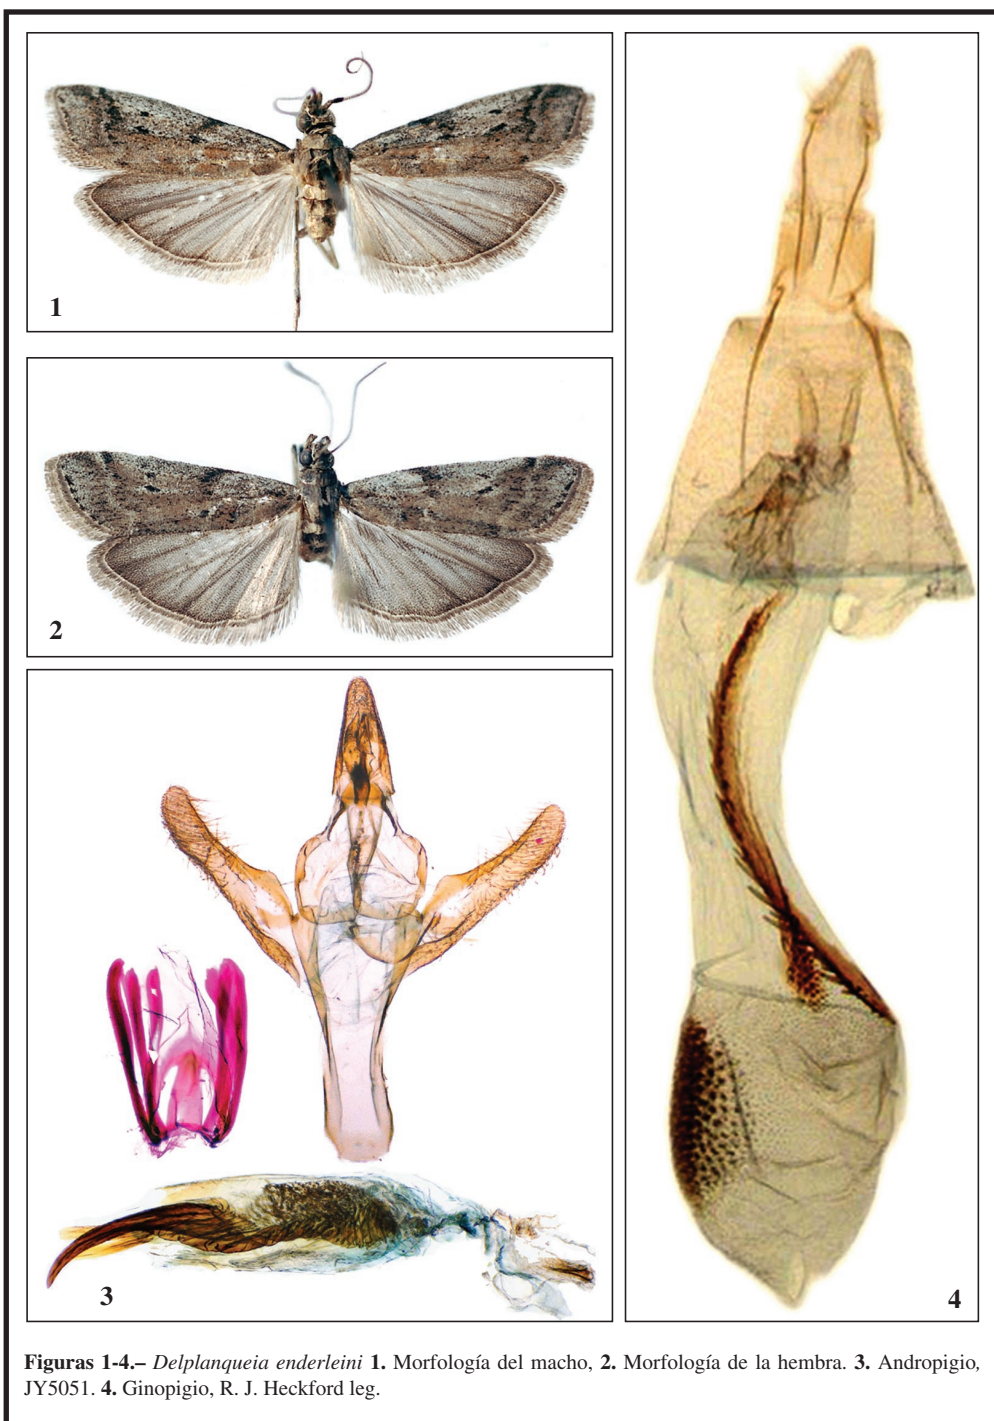 1
2
3
4
Figuras 1-4.– Delplanqueia enderleini 1. Morfología del macho, 2. Morfología de la hembra. 3. Andropigio,
JY5051. 4. Ginopigio, R. J. Heckford leg.